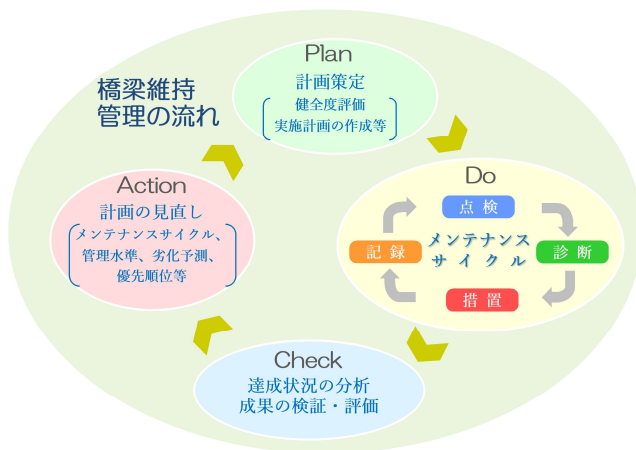 橋梁維持
管理の流れ
Plan
計画策定
健全度評価
実施計画の作成等
Do
点検
診断
措置
記録
メンテナンス
サイクル
Check
達成状況の分析
成果の検証・評価
Action
計画の見直し
メンテナンスサイクル、
管理水準、劣化予測、
優先順位等